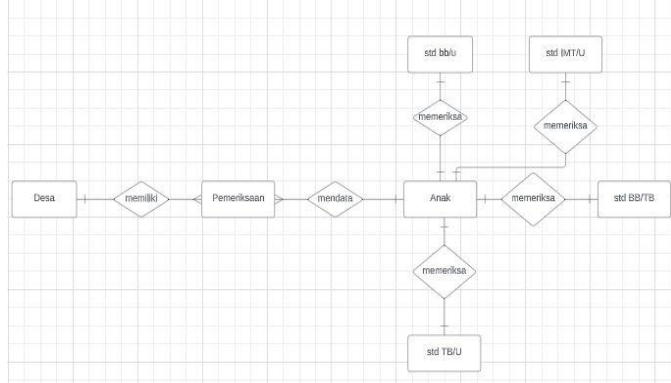 std bb/u
std IMT/U
memeriksa
memeriksa
Desa
memiliki
Pemeriksaan
mendata
Anak
memeriksa
std BB/TB
memeriksa
std TB/U